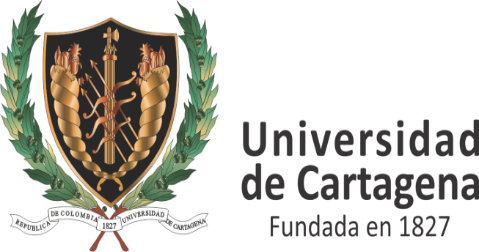 REPUBLICA DE COLOMBIA 1827 UNIVERSIDAD DE CARTAGENA
Universidad
de Cartagena
Fundada en 1827